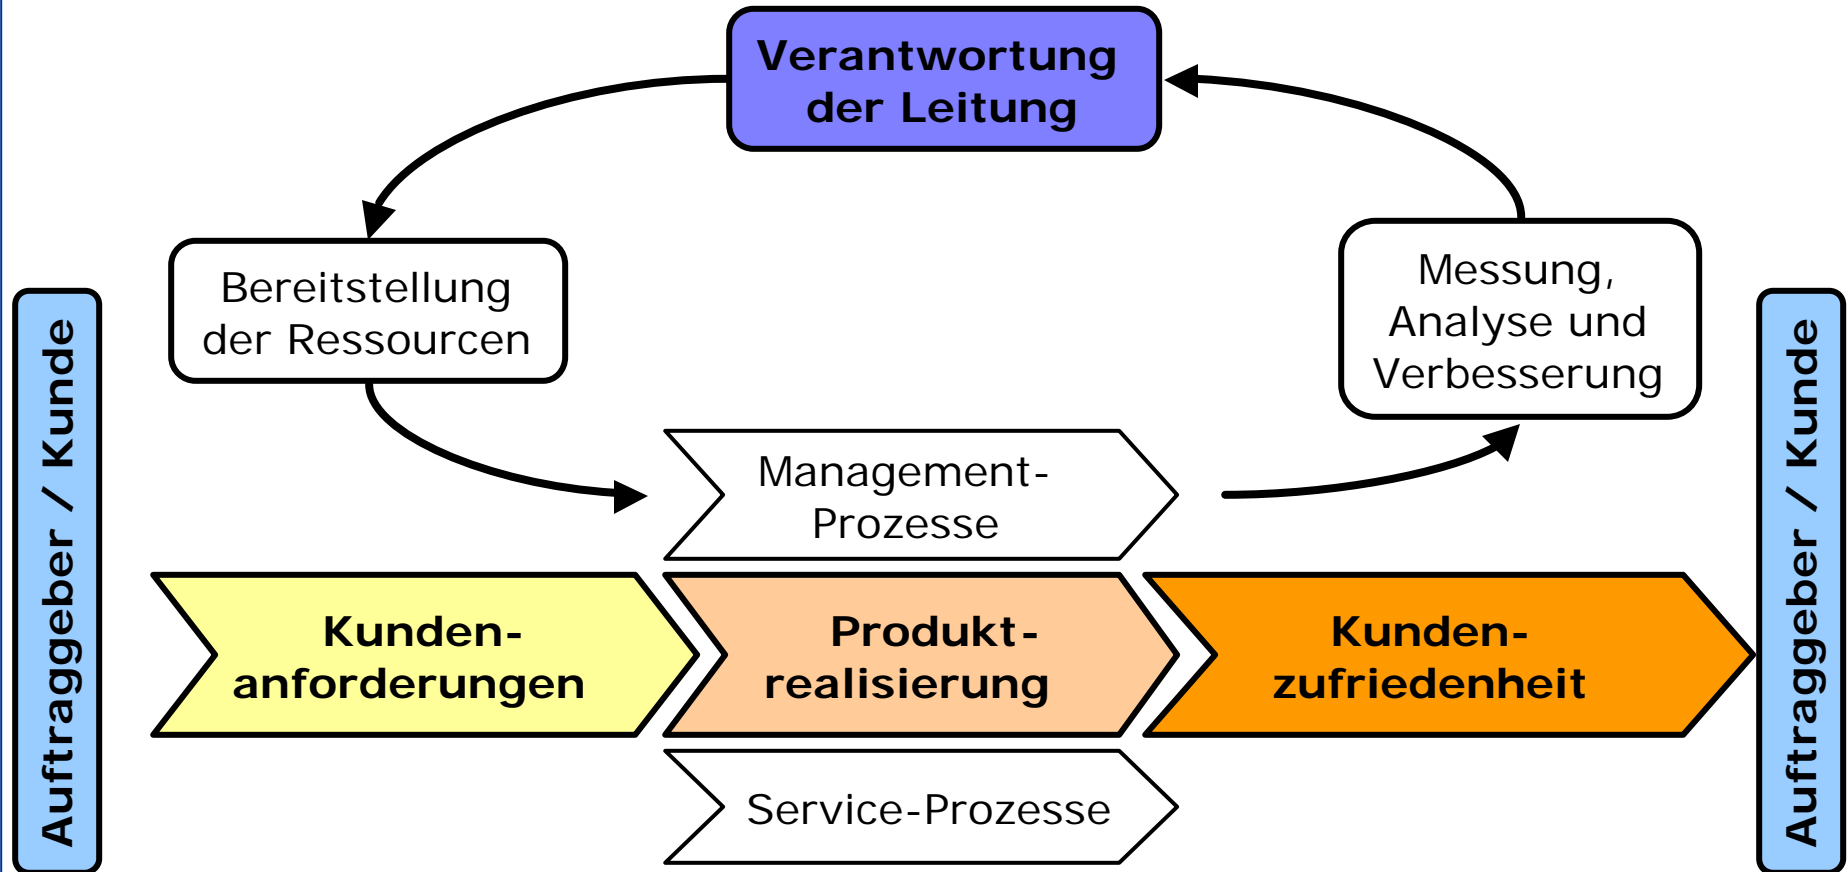 Verantwortung
der Leitung
Bereitstellung
der Ressourcen
Messung,
Analyse und
Verbesserung
Auftraggeber / Kunde
Management-
Prozesse
Kunden-
anforderungen
Produkt-
realisierung
Kunden-
zufriedenheit
Service-Prozesse
Auftraggeber / Kunde